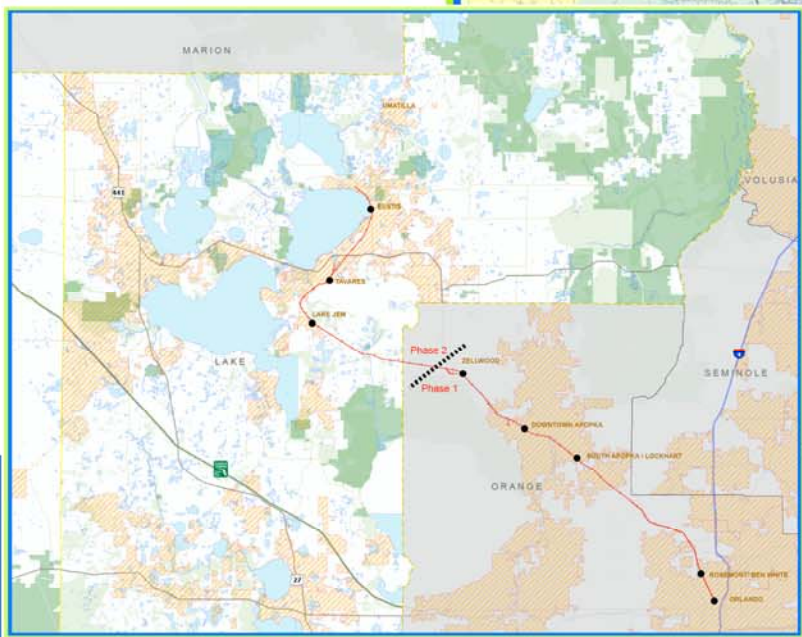 MARION
UMATILLA
441
VOLUSIA
EUSTIS
TAVARES
LAKE JEM
LAKE
Phase 2
Phase 1
ZELLWOOD
4
SEMINOLE
DOWNTOWN APOPKA
SOUTH APOPKA - LOCKHART
ORANGE
27
ROSEMONT/BEN WHITE
ORLANDO